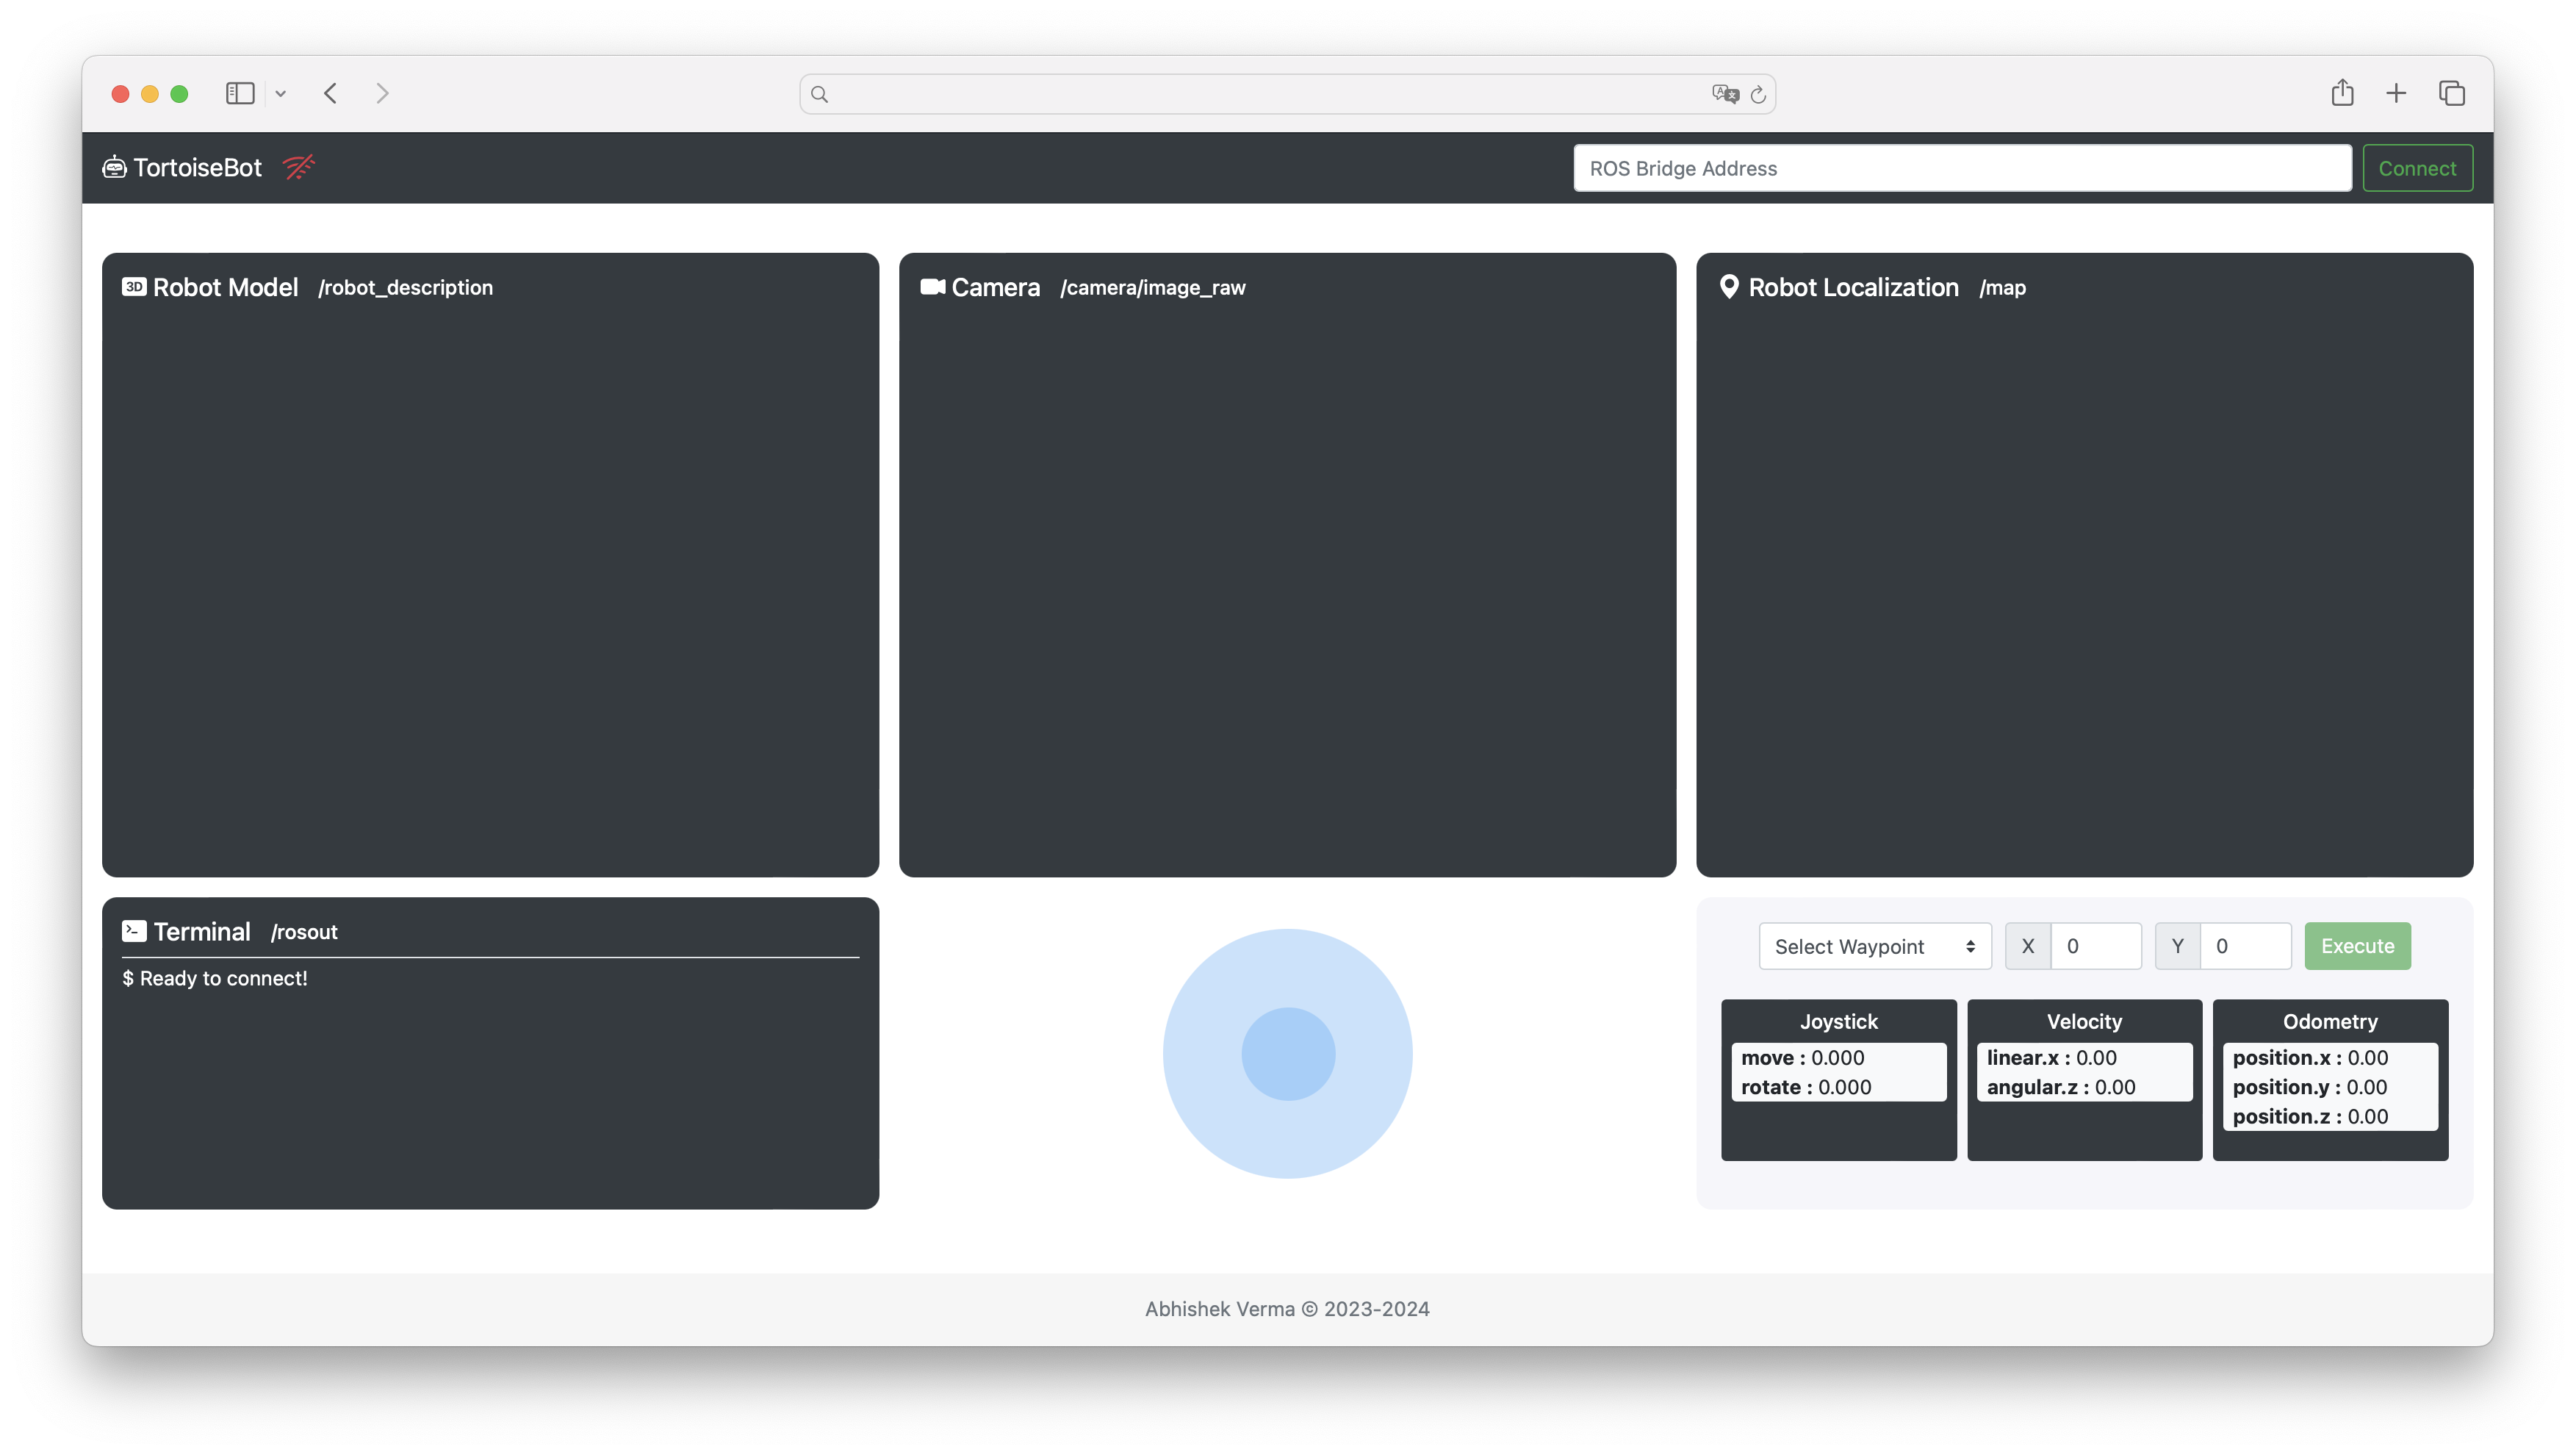 TortoiseBot
ROS Bridge Address
Connect
3D Robot Model /robot_description
Camera /camera/image_raw
Robot Localization /map
Terminal /rosout
$ Ready to connect!
Select Waypoint X 0 Y 0 Execute
Joystick
move : 0.000
rotate : 0.000
Velocity
linear.x : 0.00
angular.z : 0.00
Odometry
position.x : 0.00
position.y : 0.00
position.z : 0.00
Abhishek Verma © 2023-2024